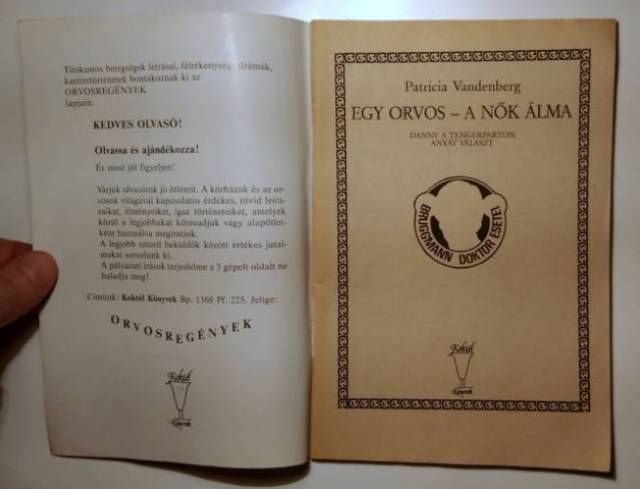 Titokzatos betegségek leírásai, féltékenységi drámák,
karriertörténetek bontakoznak ki az
ORVOSREGÉNYEK
lapjain.
KEDVES OLVASÓ!
Olvassa és ajándékozza!
És most jól figyeljen!
Várjuk olvasóink jó ötleteit. A kórházak és az or-
vosok világával kapcsolatos érdekes, rövid leírá-
saikat, élményeiket, igaz történeteiket, amelyek
közül a legjobbakat közreadjuk vagy alapötlet-
ként használva megíratjuk.
A legjobb sztorit beküldők között értékes jutal-
makat sorsolunk ki.
A pályázati írások terjedelme a 3 gépelt oldalt ne
haladja meg!
Címünk: Koktél Könyvek Bp. 1368 Pf. 225. Jelige:
ORVOSREGÉNYEK
Koktél
Könyvek
Patricia Vandenberg
EGY ORVOS – A NŐK ÁLMA
DANNY A TENGERPARTON
ANYÁT VÁLASZT
BRÜGGMANN DOKTOR ESETEI
Koktél
Könyvek